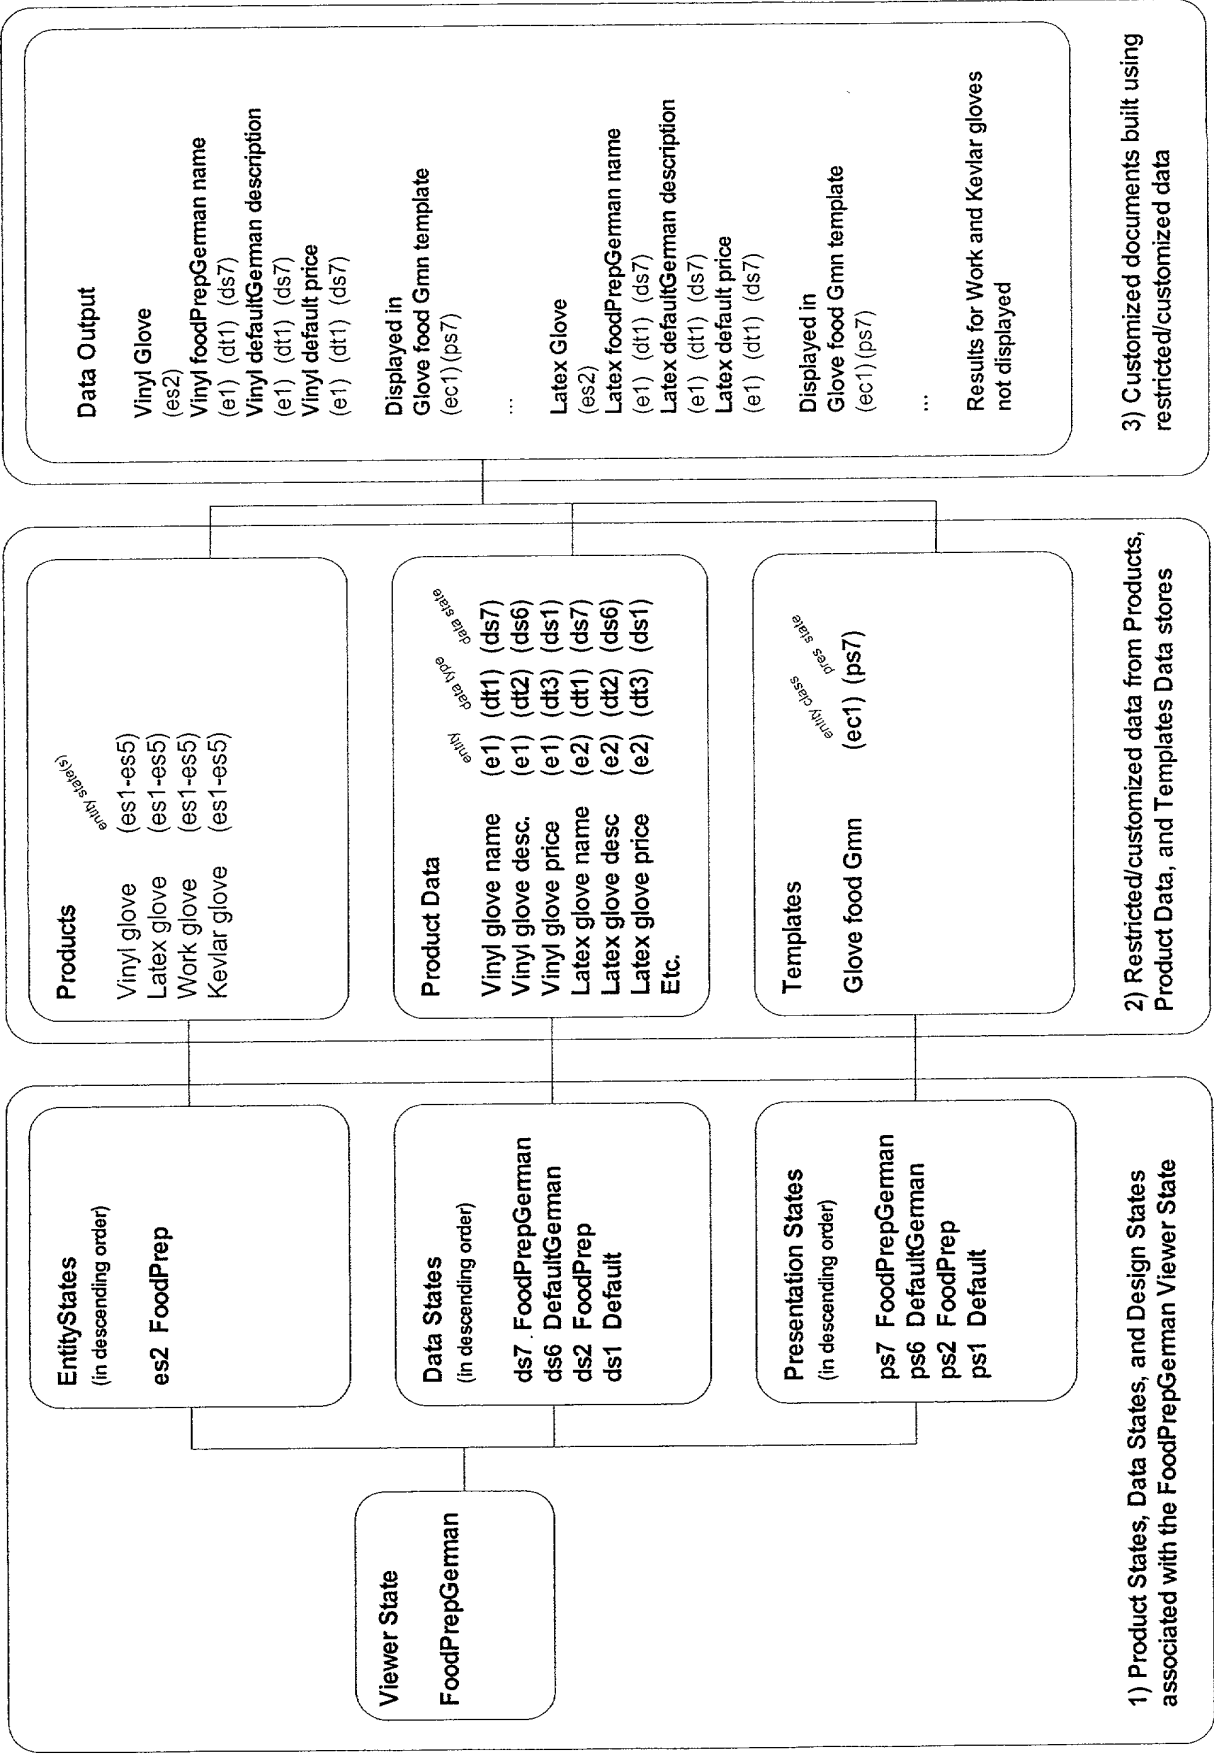 Viewer State
FoodPrepGerman
EntityStates
(in descending order)
es2 FoodPrep
Data States
(in descending order)
ds7 . FoodPrepGerman
ds6 DefaultGerman
ds2 FoodPrep
ds1 Default
Presentation States
(in descending order)
ps7 FoodPrepGerman
ps6 DefaultGerman
ps2 FoodPrep
ps1 Default
1) Product States, Data States, and Design States
associated with the FoodPrepGerman Viewer State
Products
entity state(s)
Vinyl glove (es1-es5)
Latex glove (es1-es5)
Work glove (es1-es5)
Kevlar glove (es1-es5)
Product Data
entity data type data state
Vinyl glove name (e1) (dt1) (ds7)
Vinyl glove desc. (e1) (dt2) (ds6)
Vinyl glove price (e1) (dt3) (ds1)
Latex glove name (e2) (dt1) (ds7)
Latex glove desc (e2) (dt2) (ds6)
Latex glove price (e2) (dt3) (ds1)
Etc.
Templates
entity class pres state
Glove food Gmn (ec1) (ps7)
2) Restricted/customized data from Products,
Product Data, and Templates Data stores
Data Output
Vinyl Glove
(es2)
Vinyl foodPrepGerman name
(e1) (dt1) (ds7)
Vinyl defaultGerman description
(e1) (dt1) (ds7)
Vinyl default price
(e1) (dt1) (ds7)
Displayed in
Glove food Gmn template
(ec1)(ps7)
...
Latex Glove
(es2)
Latex foodPrepGerman name
(e1) (dt1) (ds7)
Latex defaultGerman description
(e1) (dt1) (ds7)
Latex default price
(e1) (dt1) (ds7)
Displayed in
Glove food Gmn template
(ec1)(ps7)
...
Results for Work and Kevlar gloves
not displayed
3) Customized documents built using
restricted/customized data